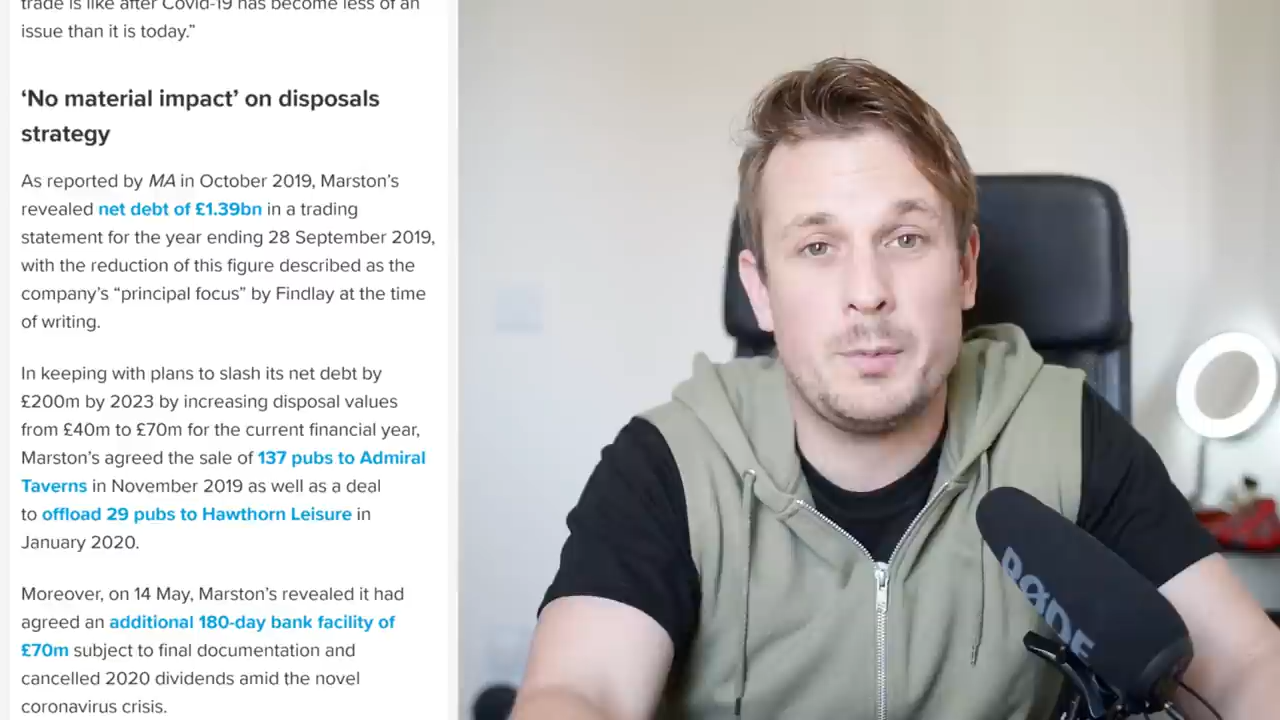 trade is like after Covid-19 has become less of an
issue than it is today.”
‘No material impact’ on disposals
strategy
As reported by MA in October 2019, Marston’s
revealed net debt of £1.39bn in a trading
statement for the year ending 28 September 2019,
with the reduction of this figure described as the
company’s “principal focus” by Findlay at the time
of writing.
In keeping with plans to slash its net debt by
£200m by 2023 by increasing disposal values
from £40m to £70m for the current financial year,
Marston’s agreed the sale of 137 pubs to Admiral
Taverns in November 2019 as well as a deal
to offload 29 pubs to Hawthorn Leisure in
January 2020.
Moreover, on 14 May, Marston’s revealed it had
agreed an additional 180-day bank facility of
£70m subject to final documentation and
cancelled 2020 dividends amid the novel
coronavirus crisis.
RØDE